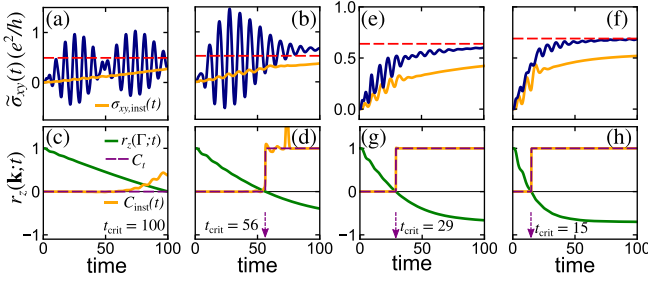 (a) (b) (e) (f)
σ̃xy(t) (e²/h)
1
0
1.0
0.5
0.0
σxy,inst(t)
(c) (d) (g) (h)
rz(k;t)
1
0
−1
rz(Γ;t)
Ct
Cinst(t)
tcrit = 100
tcrit = 56
tcrit = 29
tcrit = 15
0 50 100 0 50 100 0 50 100 0 50 100
time time time time